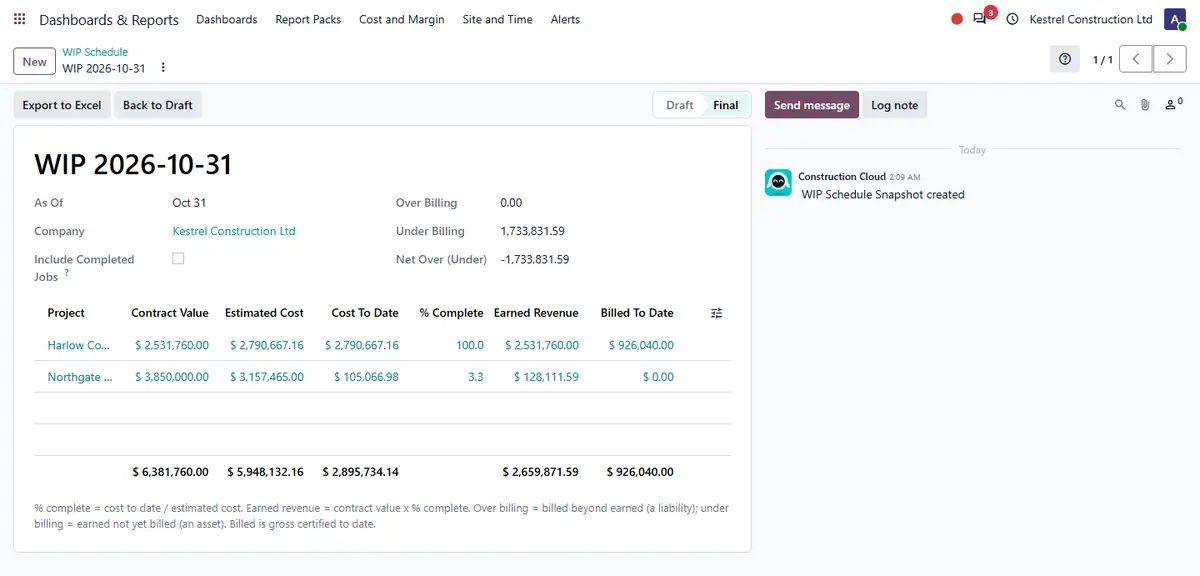 Dashboards & Reports Dashboards Report Packs Cost and Margin Site and Time Alerts 3 Kestrel Construction Ltd A
New WIP Schedule
WIP 2026-10-31 1 / 1
Export to Excel Back to Draft Draft Final Send message Log note 0
WIP 2026-10-31
As Of Oct 31
Company Kestrel Construction Ltd
Include Completed Jobs ?
Over Billing 0.00
Under Billing 1,733,831.59
Net Over (Under) -1,733,831.59
Project Contract Value Estimated Cost Cost To Date % Complete Earned Revenue Billed To Date
Harlow Co... $ 2,531,760.00 $ 2,790,667.16 $ 2,790,667.16 100.0 $ 2,531,760.00 $ 926,040.00
Northgate ... $ 3,850,000.00 $ 3,157,465.00 $ 105,066.98 3.3 $ 128,111.59 $ 0.00
$ 6,381,760.00 $ 5,948,132.16 $ 2,895,734.14 $ 2,659,871.59 $ 926,040.00
% complete = cost to date / estimated cost. Earned revenue = contract value x % complete. Over billing = billed beyond earned (a liability); under
billing = earned not yet billed (an asset). Billed is gross certified to date.
Today
Construction Cloud 2:09 AM
WIP Schedule Snapshot created